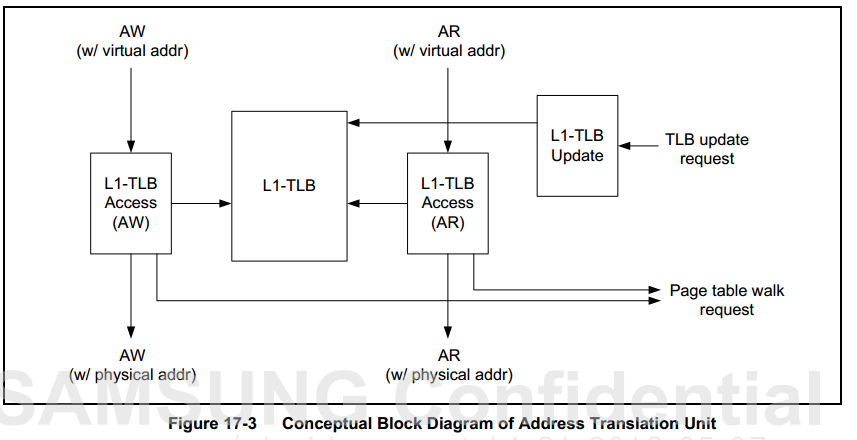 AW
(w/ virtual addr)
AR
(w/ virtual addr)
L1-TLB
Update
TLB update
request
L1-TLB
Access
(AW)
L1-TLB
L1-TLB
Access
(AR)
Page table walk
request
AW
(w/ physical addr)
AR
(w/ physical addr)
SAMSUNG Confidential
Figure 17-3 Conceptual Block Diagram of Address Translation Unit